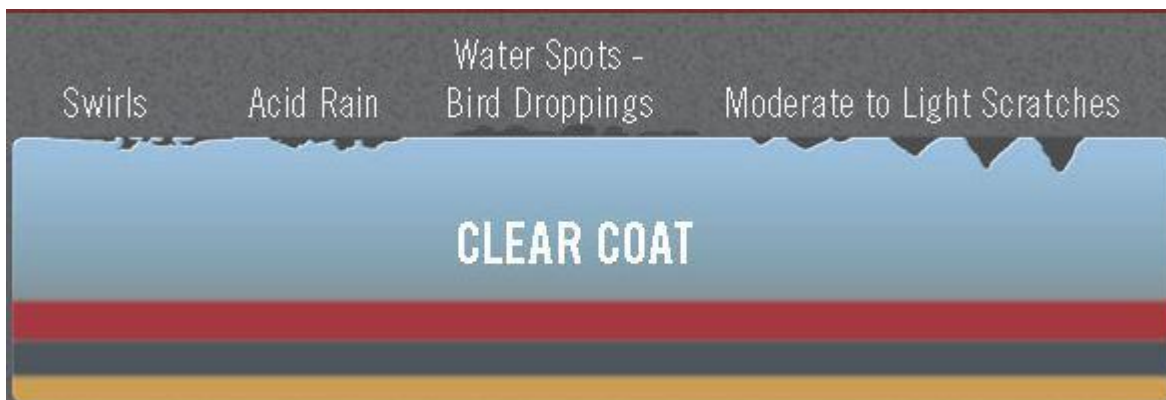 Swirls
Acid Rain
Water Spots -
Bird Droppings
Moderate to Light Scratches
CLEAR COAT